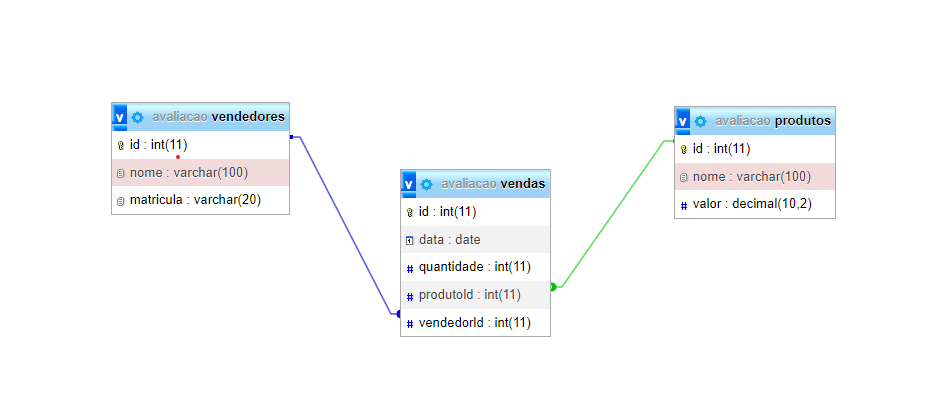 avaliacao vendedores
id : int(11)
nome : varchar(100)
matricula : varchar(20)
avaliacao vendas
id : int(11)
data : date
quantidade : int(11)
produtoId : int(11)
vendedorId : int(11)
avaliacao produtos
id : int(11)
nome : varchar(100)
valor : decimal(10,2)